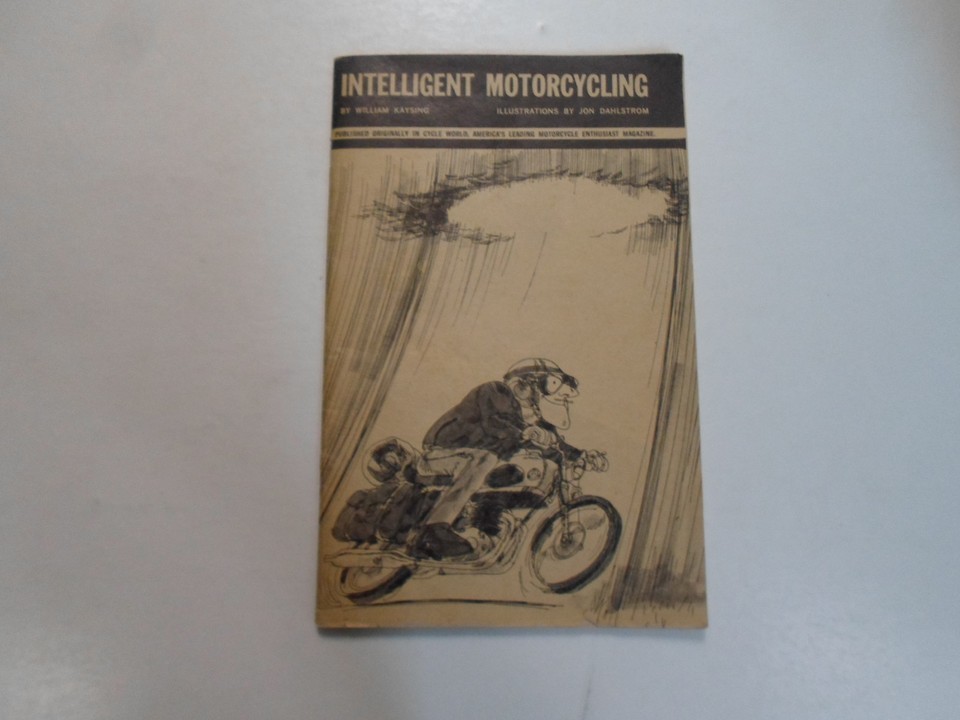 INTELLIGENT MOTORCYCLING
BY WILLIAM KAYSING ILLUSTRATIONS BY JON DAHLSTROM
PUBLISHED ORIGINALLY IN CYCLE WORLD, AMERICA'S LEADING MOTORCYCLE ENTHUSIAST MAGAZINE.